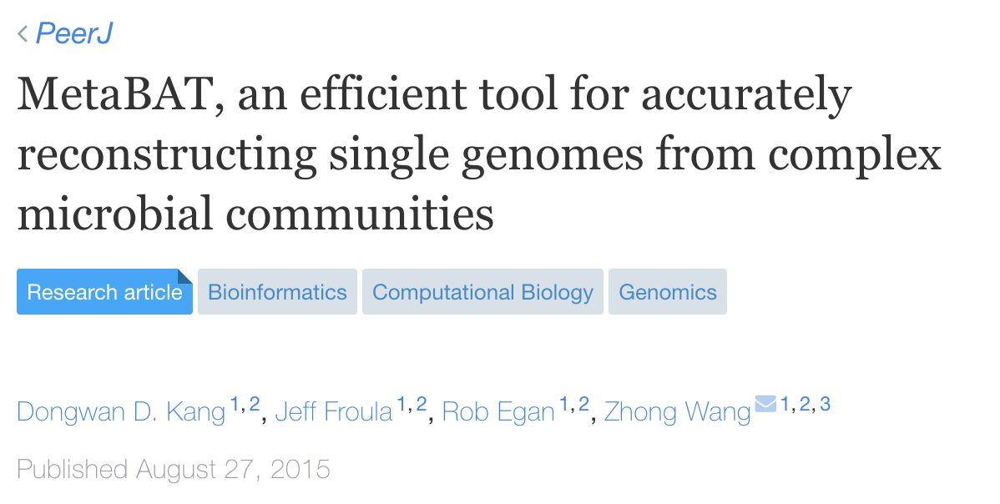 < PeerJ
MetaBAT, an efficient tool for accurately
reconstructing single genomes from complex
microbial communities
Research article Bioinformatics Computational Biology Genomics
Dongwan D. Kang 1, 2, Jeff Froula 1, 2, Rob Egan 1, 2, Zhong Wang 1, 2, 3
Published August 27, 2015